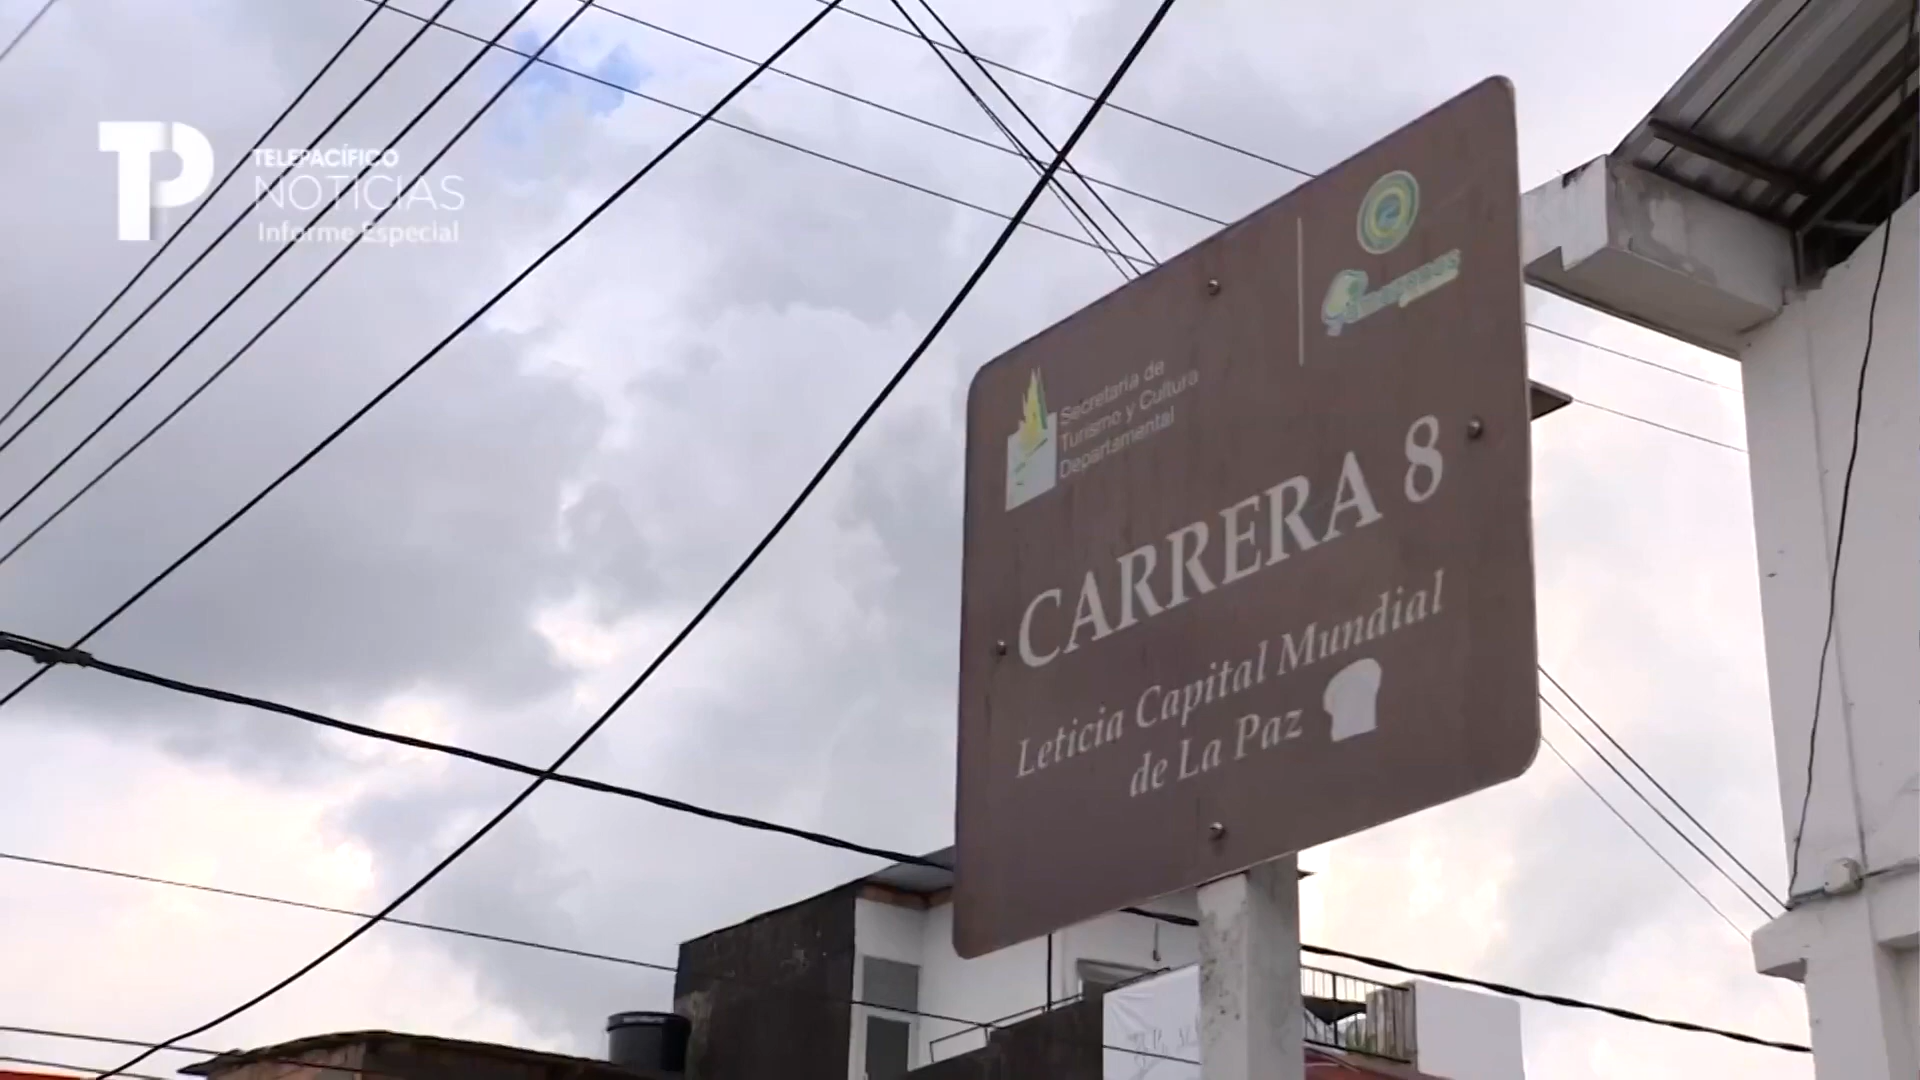 TELEPACÍFICO
NOTICIAS
Informe Especial
Secretaría de
Turismo y Cultura
Departamental
CARRERA 8
Leticia Capital Mundial
de La Paz